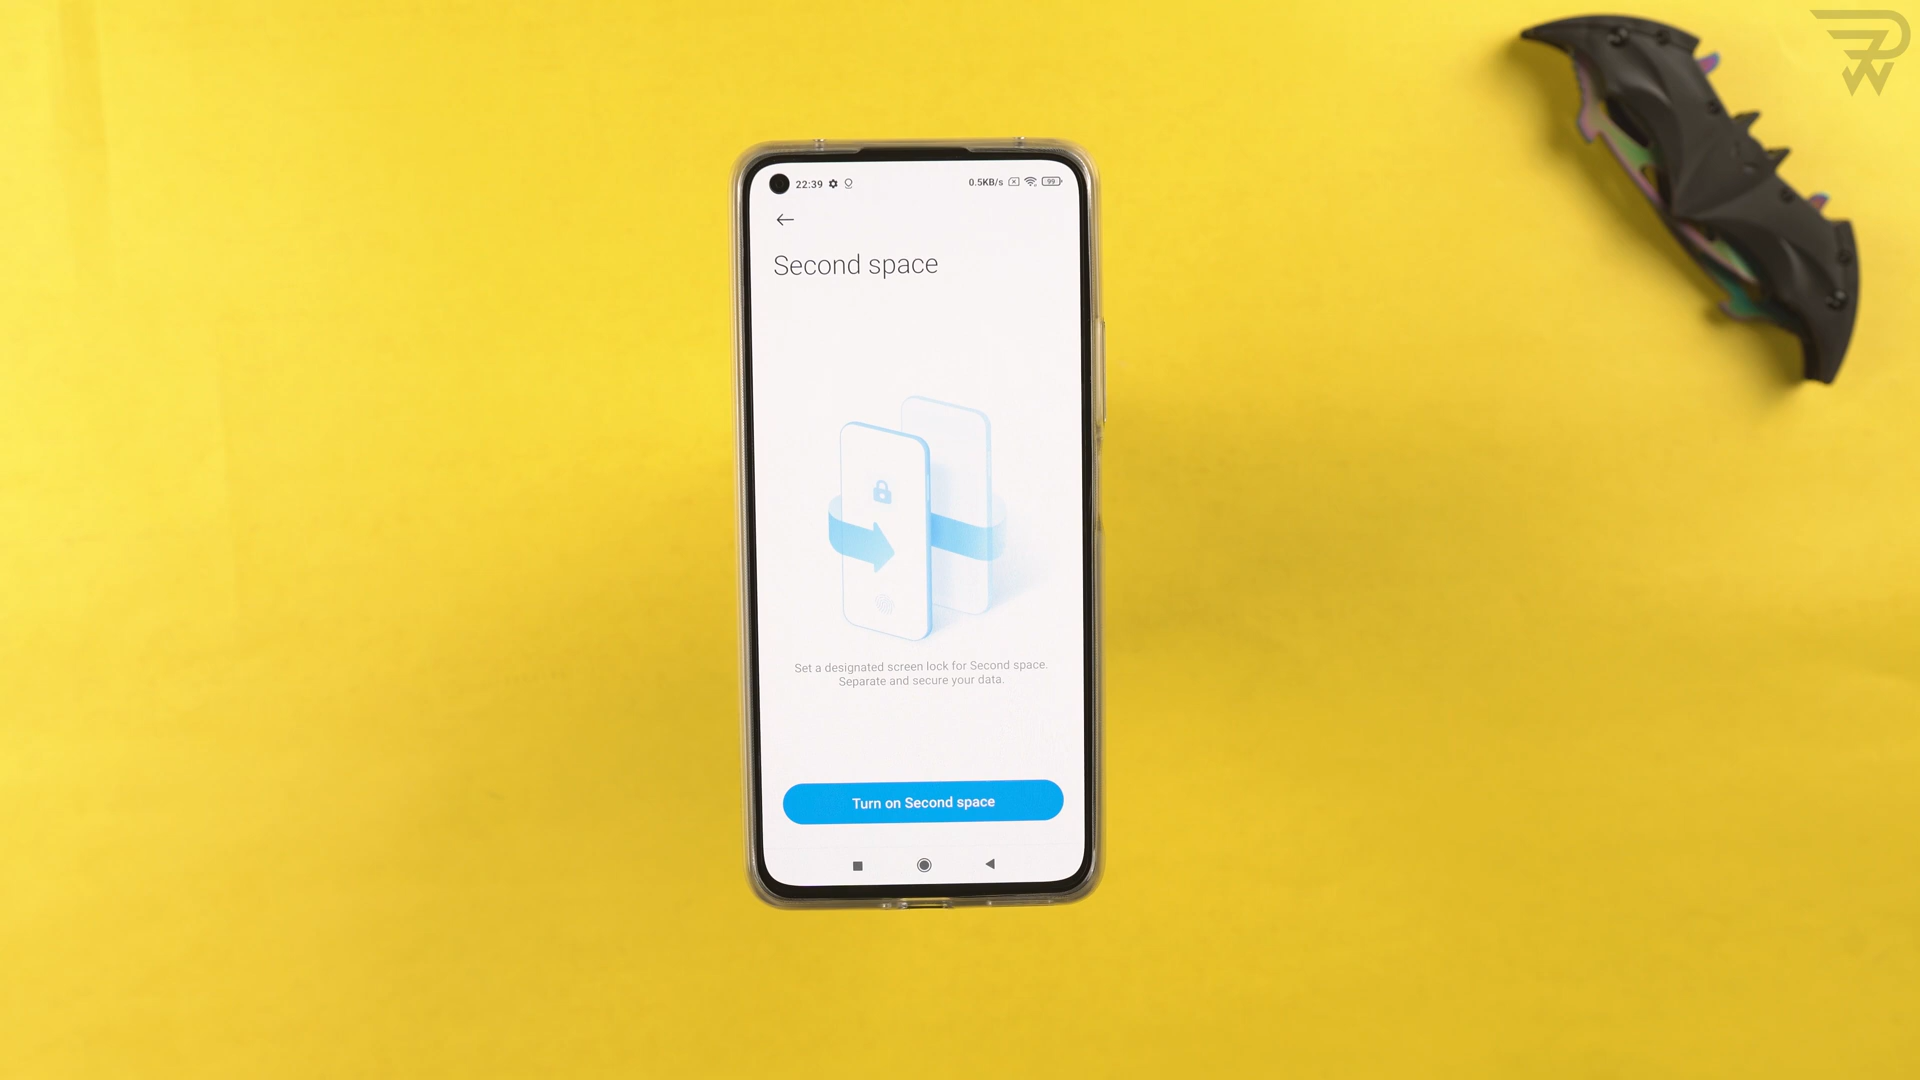 22:39
0.5KB/s
99
Second space
Set a designated screen lock for Second space.
Separate and secure your data.
Turn on Second space